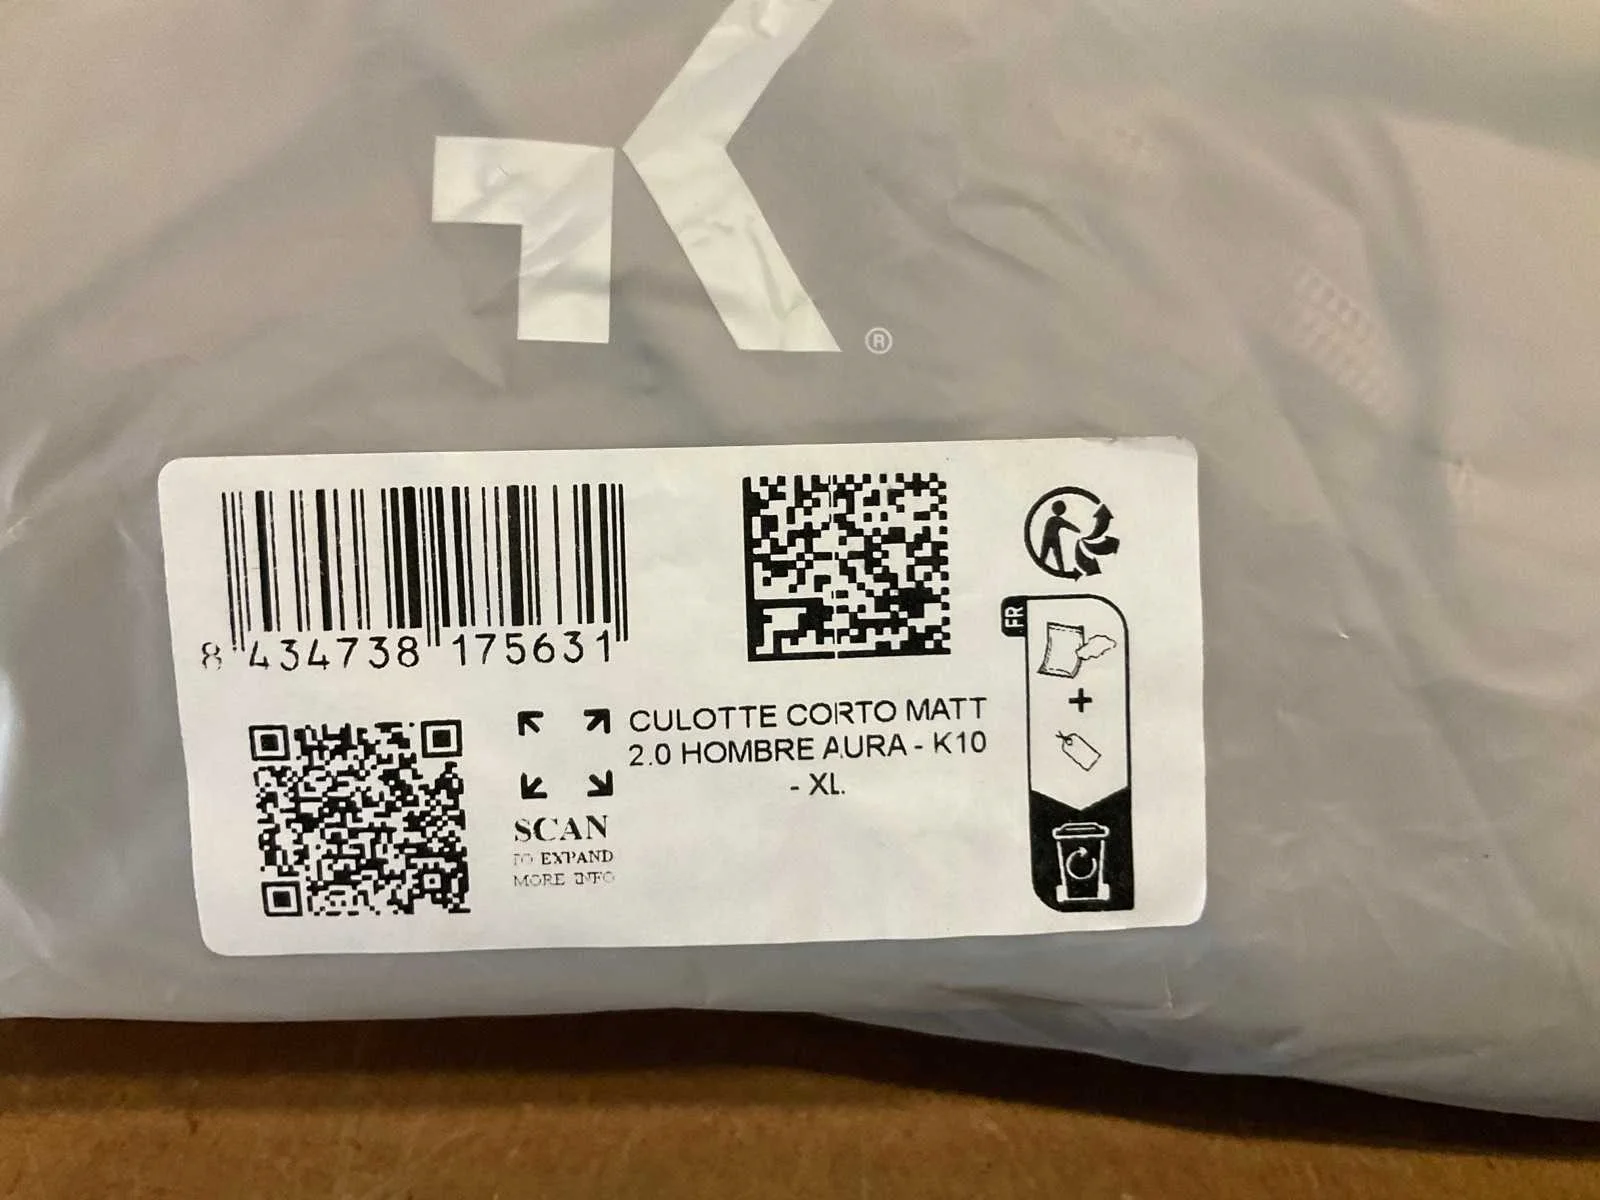 ®
8 434738 175631
CULOTTE CORTO MATT
2.0 HOMBRE AURA - K10
- XL.
SCAN
TO EXPAND
MORE INFO
FR